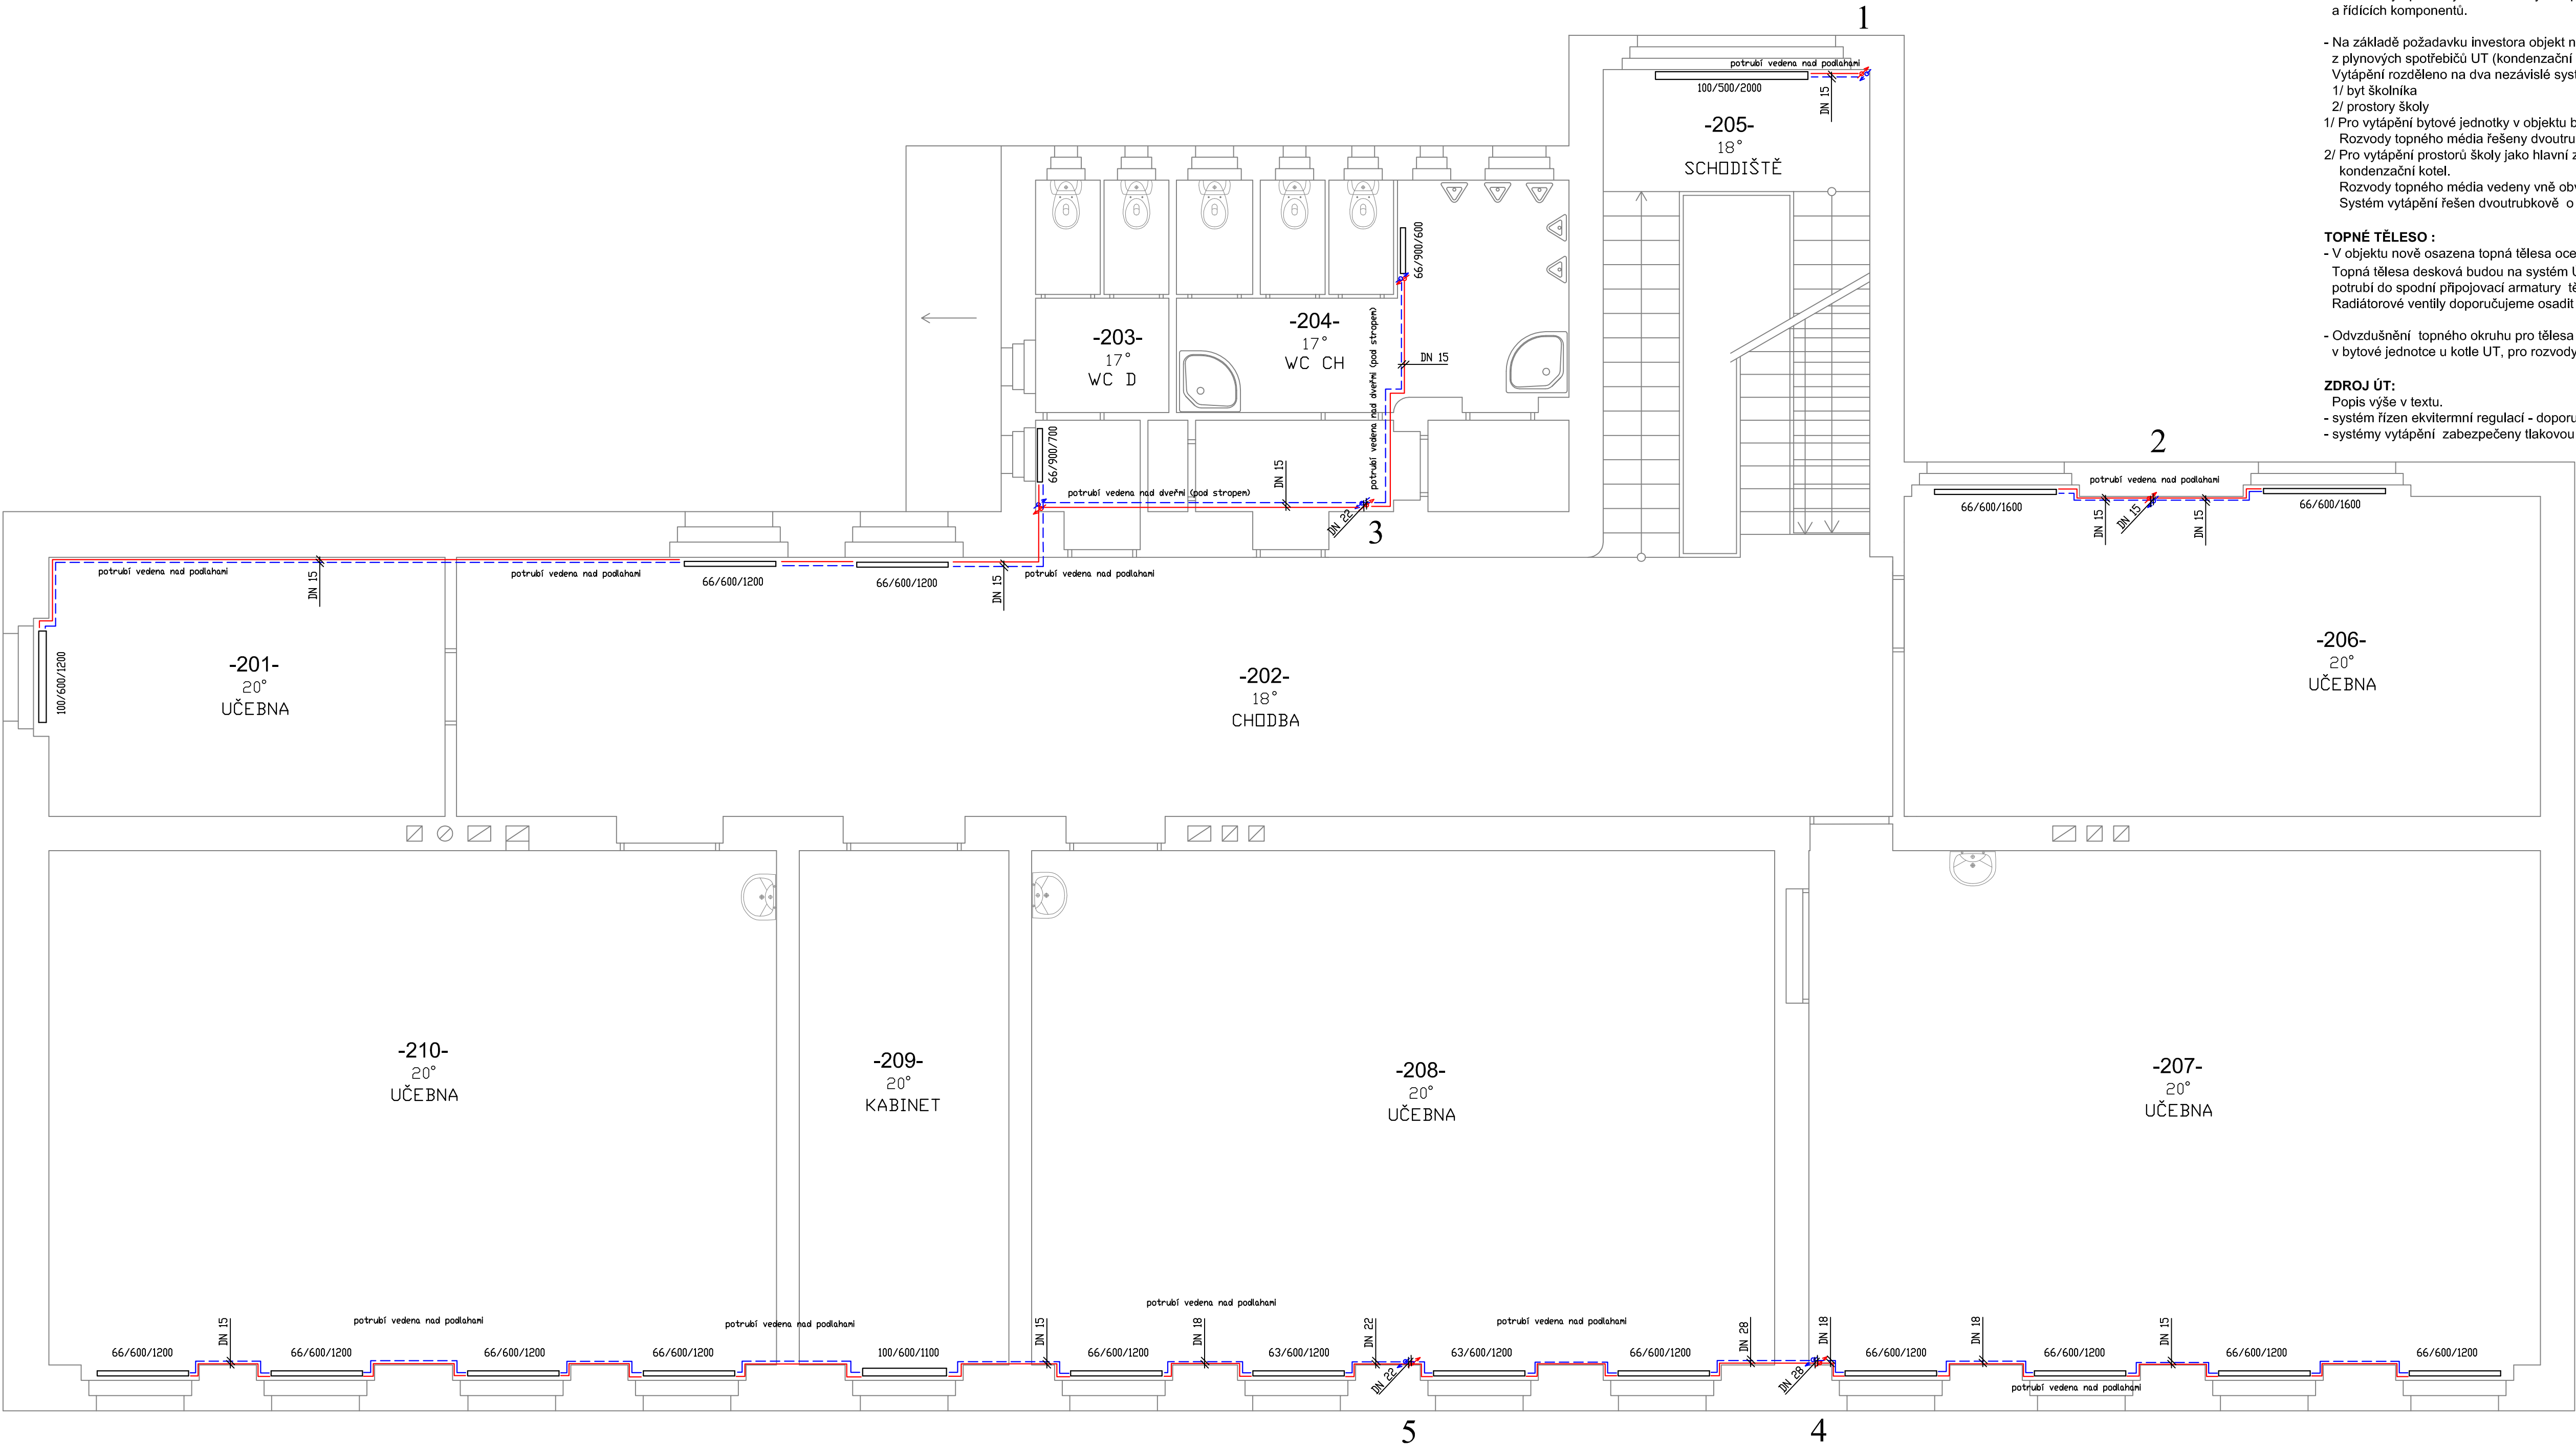 1
a řídících komponentů.
- Na základě požadavku investora objekt n
z plynových spotřebičů UT (kondenzační
Vytápění rozděleno na dva nezávislé syst
1/ byt školníka
2/ prostory školy
1/ Pro vytápění bytové jednotky v objektu b
Rozvody topného média řešeny dvoutru
2/ Pro vytápění prostorů školy jako hlavní z
kondenzační kotel.
Rozvody topného média vedeny vně obv
Systém vytápění řešen dvoutrubkově o
TOPNÉ TĚLESO :
- V objektu nově osazena topná tělesa oce
Topná tělesa desková budou na systém U
potrubí do spodní připojovací armatury tě
Radiátorové ventily doporučujeme osadit
- Odvzdušnění topného okruhu pro tělesa
v bytové jednotce u kotle UT, pro rozvody
ZDROJ ÚT:
Popis výše v textu.
- systém řízen ekvitermní regulací - doporu
- systémy vytápění zabezpečeny tlakovou
potrubí vedena nad podlahami
100/500/2000
DN 15
-205-
18°
SCHODIŠTĚ
66/900/600
potrubí vedena nad dveřmi (pod stropem)
DN 15
-203-
17°
WC D
-204-
17°
WC CH
66/900/700
potrubí vedena nad dveřmi (pod stropem)
DN 15
DN 22
3
2
potrubí vedena nad podlahami
66/600/1600
66/600/1600
DN 15
DN 15
DN 15
potrubí vedena nad podlahami
DN 15
potrubí vedena nad podlahami
66/600/1200
66/600/1200
DN 15
potrubí vedena nad podlahami
100/600/1200
-201-
20°
UČEBNA
-202-
18°
CHODBA
-206-
20°
UČEBNA
-210-
20°
UČEBNA
-209-
20°
KABINET
-208-
20°
UČEBNA
-207-
20°
UČEBNA
potrubí vedena nad podlahami
potrubí vedena nad podlahami
potrubí vedena nad podlahami
potrubí vedena nad podlahami
DN 15
DN 15
DN 18
DN 22
DN 28
DN 18
DN 18
DN 15
66/600/1200
66/600/1200
66/600/1200
66/600/1200
100/600/1100
66/600/1200
63/600/1200
63/600/1200
66/600/1200
66/600/1200
66/600/1200
66/600/1200
66/600/1200
DN 22
DN 28
potrubí vedena nad podlahami
5
4